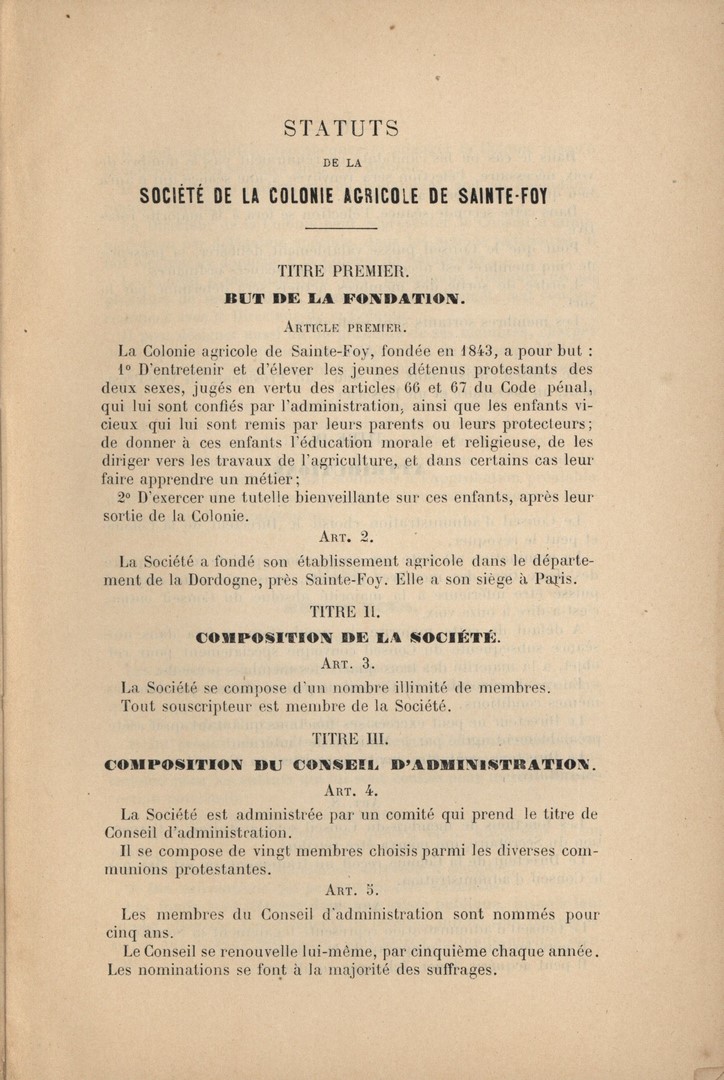 STATUTS
DE LA
SOCIÉTÉ DE LA COLONIE AGRICOLE DE SAINTE-FOY
TITRE PREMIER.
BUT DE LA FONDATION.
ARTICLE PREMIER.
La Colonie agricole de Sainte-Foy, fondée en 1843, a pour but :
1º D'entretenir et d'élever les jeunes détenus protestants des
deux sexes, jugés en vertu des articles 66 et 67 du Code pénal,
qui lui sont confiés par l'administration, ainsi que les enfants vi-
cieux qui lui sont remis par leurs parents ou leurs protecteurs;
de donner à ces enfants l'éducation morale et religieuse, de les
diriger vers les travaux de l'agriculture, et dans certains cas leur
faire apprendre un métier;
2º D'exercer une tutelle bienveillante sur ces enfants, après leur
sortie de la Colonie.
ART. 2.
La Société a fondé son établissement agricole dans le départe-
ment de la Dordogne, près Sainte-Foy. Elle a son siège à Paris.
TITRE II.
COMPOSITION DE LA SOCIÉTÉ.
ART. 3.
La Société se compose d'un nombre illimité de membres.
Tout souscripteur est membre de la Société.
TITRE III.
COMPOSITION DU CONSEIL D'ADMINISTRATION.
ART. 4.
La Société est administrée par un comité qui prend le titre de
Conseil d'administration.
Il se compose de vingt membres choisis parmi les diverses com-
munions protestantes.
ART. 5.
Les membres du Conseil d'administration sont nommés pour
cinq ans.
Le Conseil se renouvelle lui-même, par cinquième chaque année.
Les nominations se font à la majorité des suffrages.